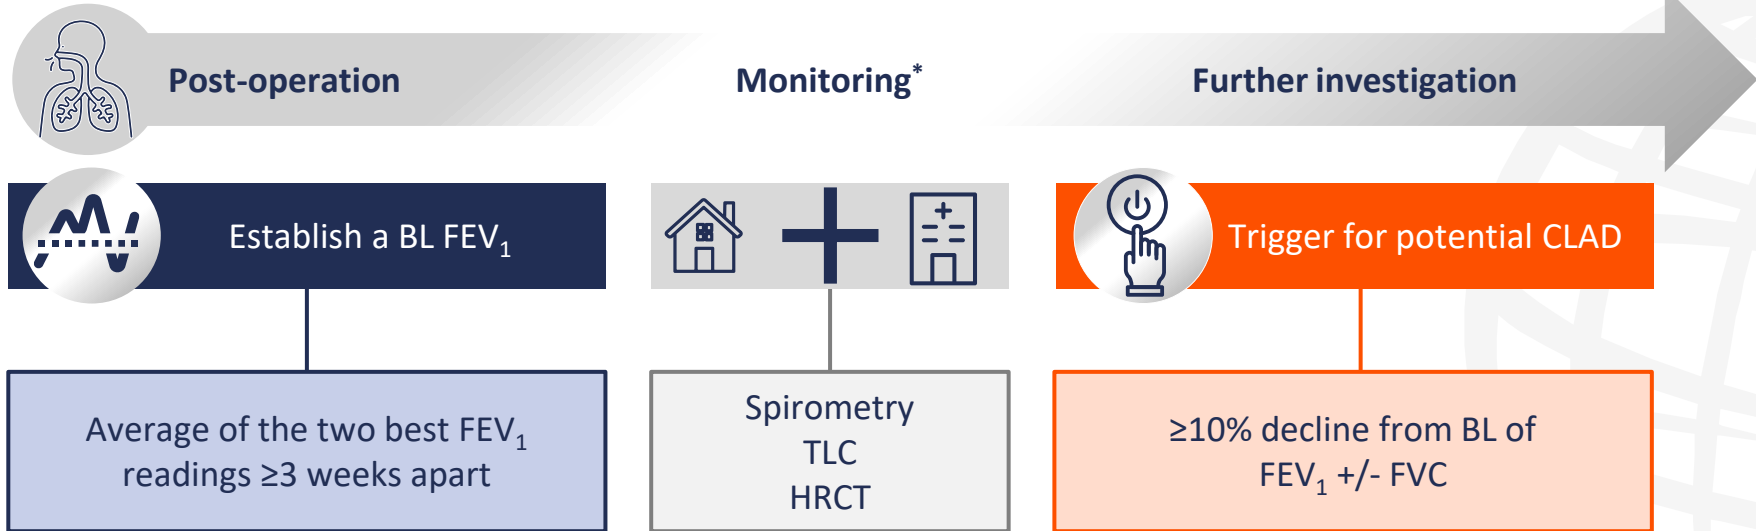 Post-operation
Monitoring*
Further investigation
Establish a BL FEV₁
Trigger for potential CLAD
Average of the two best FEV₁
readings ≥3 weeks apart
Spirometry
TLC
HRCT
≥10% decline from BL of
FEV₁ +/- FVC